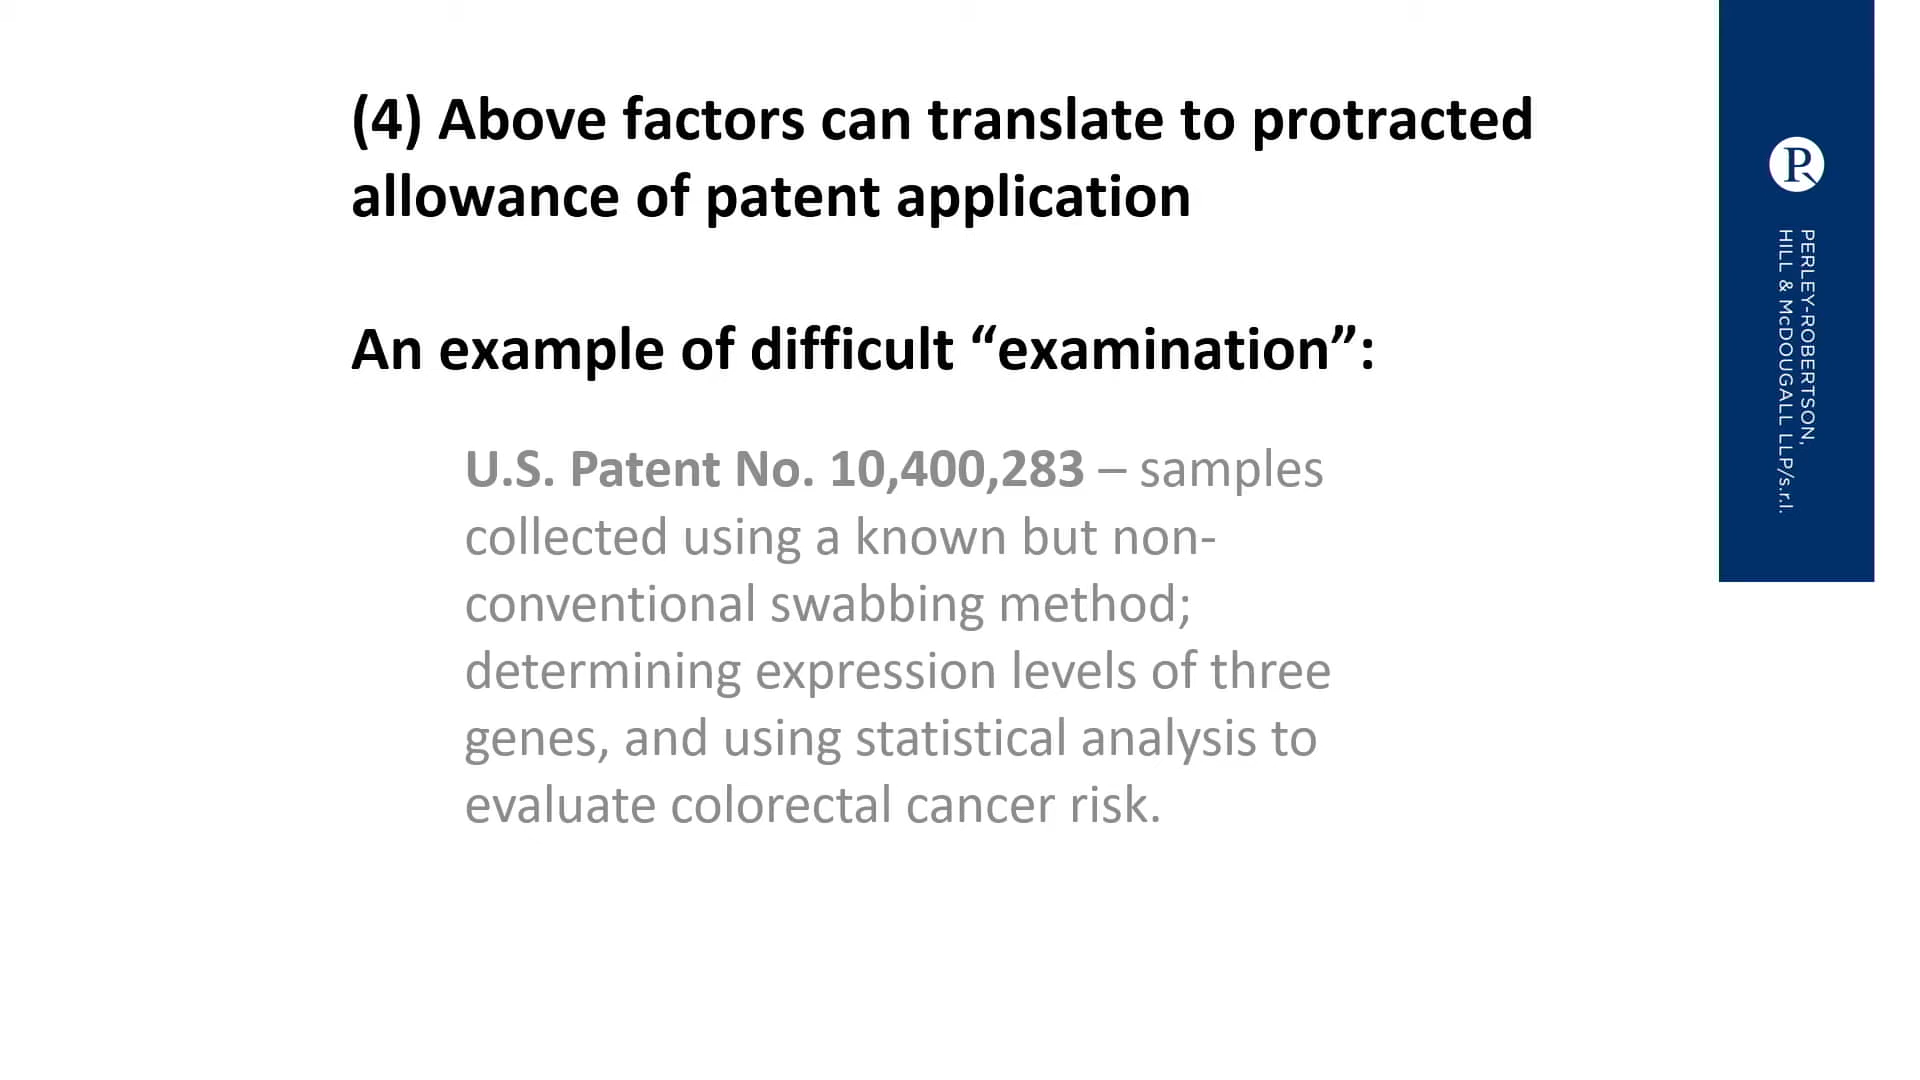 (4) Above factors can translate to protracted
allowance of patent application
An example of difficult “examination”:
U.S. Patent No. 10,400,283 – samples
collected using a known but non-
conventional swabbing method;
determining expression levels of three
genes, and using statistical analysis to
evaluate colorectal cancer risk.
PR
PERLEY-ROBERTSON,
HILL & McDOUGALL LLP/s.r.l.